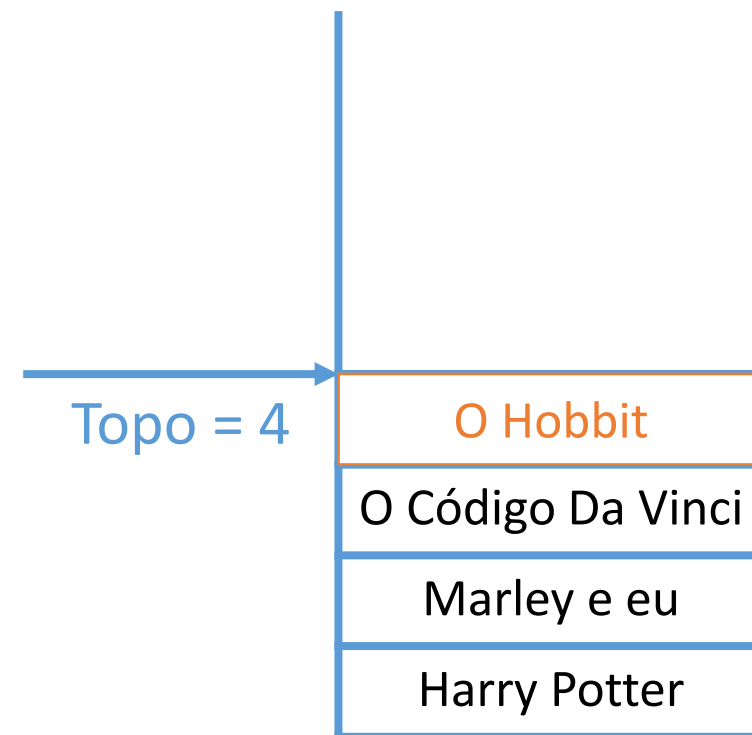 O Hobbit
Topo = 4
O Código Da Vinci
Marley e eu
Harry Potter